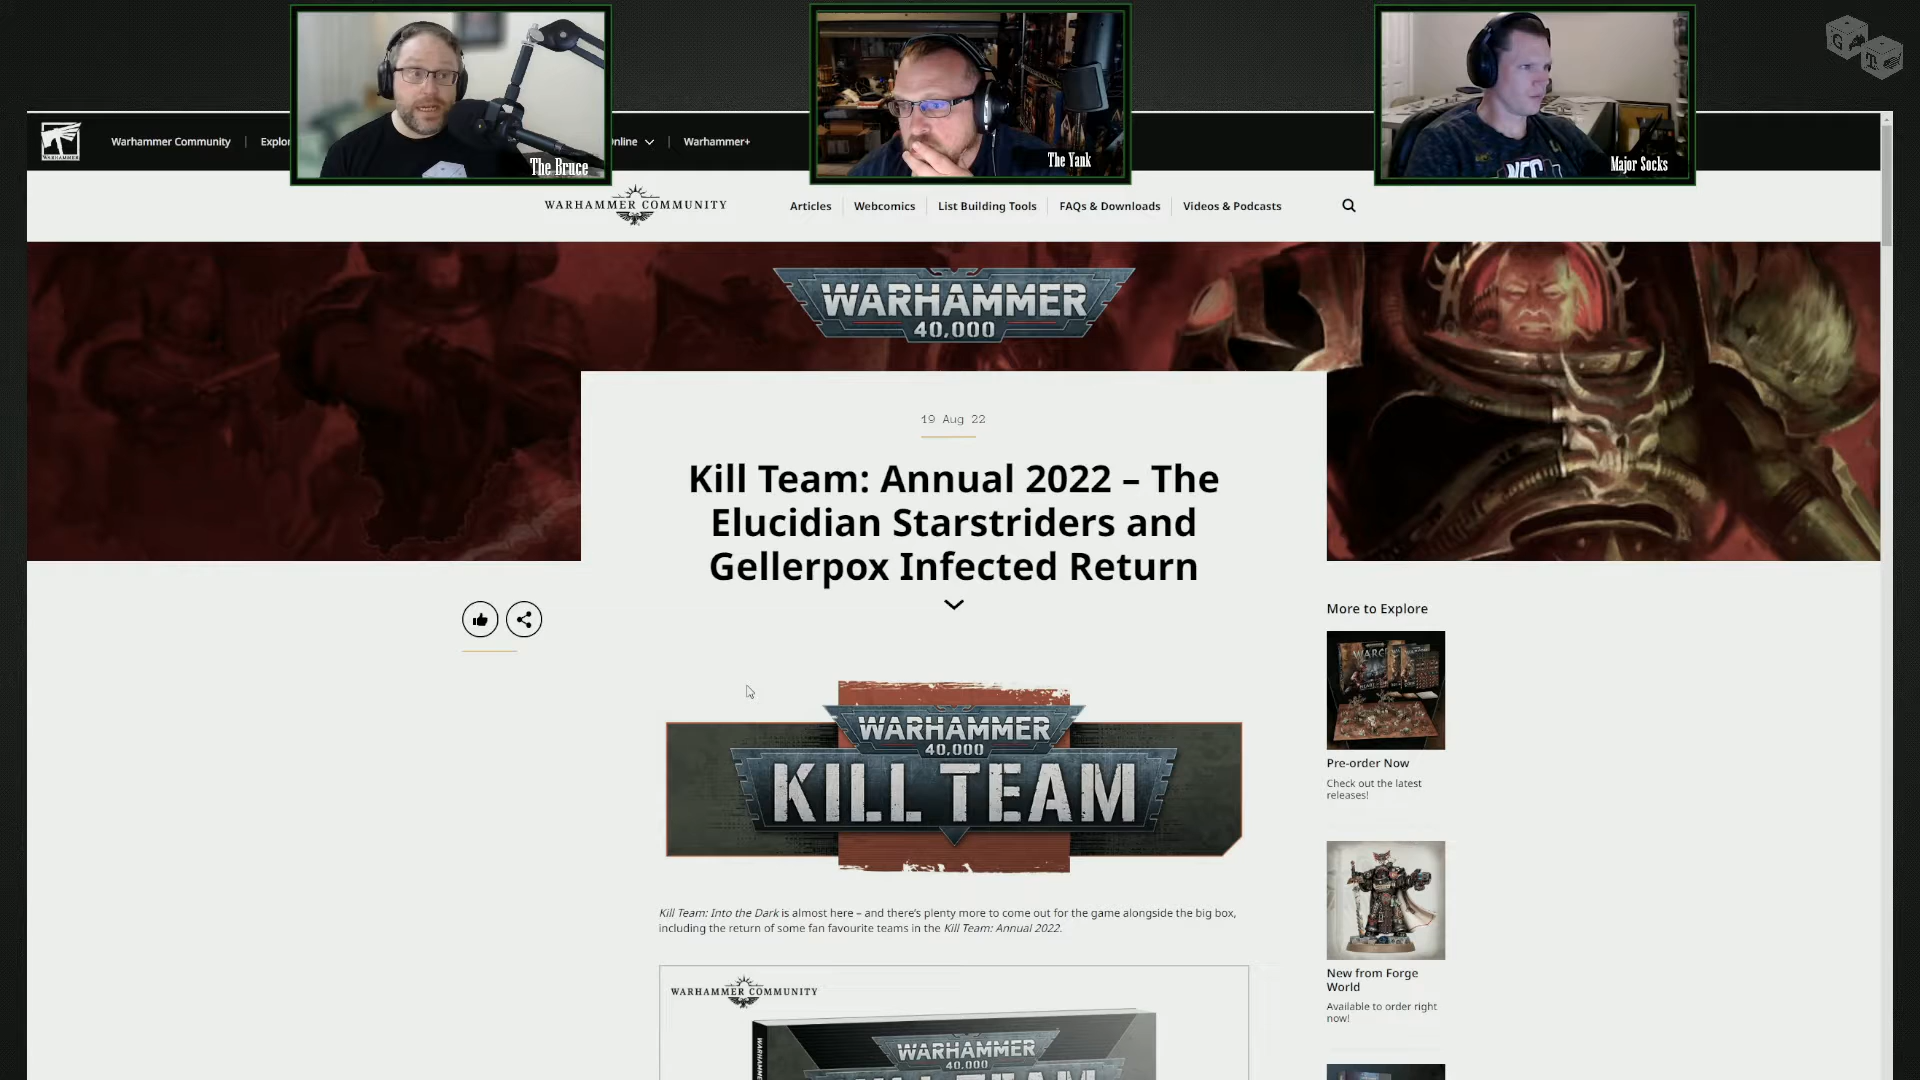 The Bruce
The Yank
Major Socks
WARHAMMER
Warhammer Community
Explor
Online
Warhammer+
WARHAMMER COMMUNITY
Articles
Webcomics
List Building Tools
FAQs & Downloads
Videos & Podcasts
WARHAMMER
40,000
19 Aug 22
Kill Team: Annual 2022 – The
Elucidian Starstriders and
Gellerpox Infected Return
More to Explore
Pre-order Now
Check out the latest
releases!
WARHAMMER
40,000
KILL TEAM
Kill Team: Into the Dark is almost here – and there's plenty more to come out for the game alongside the big box,
including the return of some fan favourite teams in the Kill Team: Annual 2022.
New from Forge
World
Available to order right
now!
WARHAMMER COMMUNITY
WARHAMMER
40,000
KILL TEAM